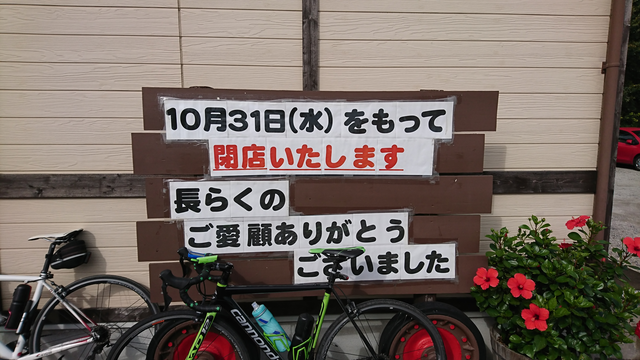 10月31日(水)をもって
閉店いたします
長らくの
ご愛顧ありがとう
ございました
cannondale